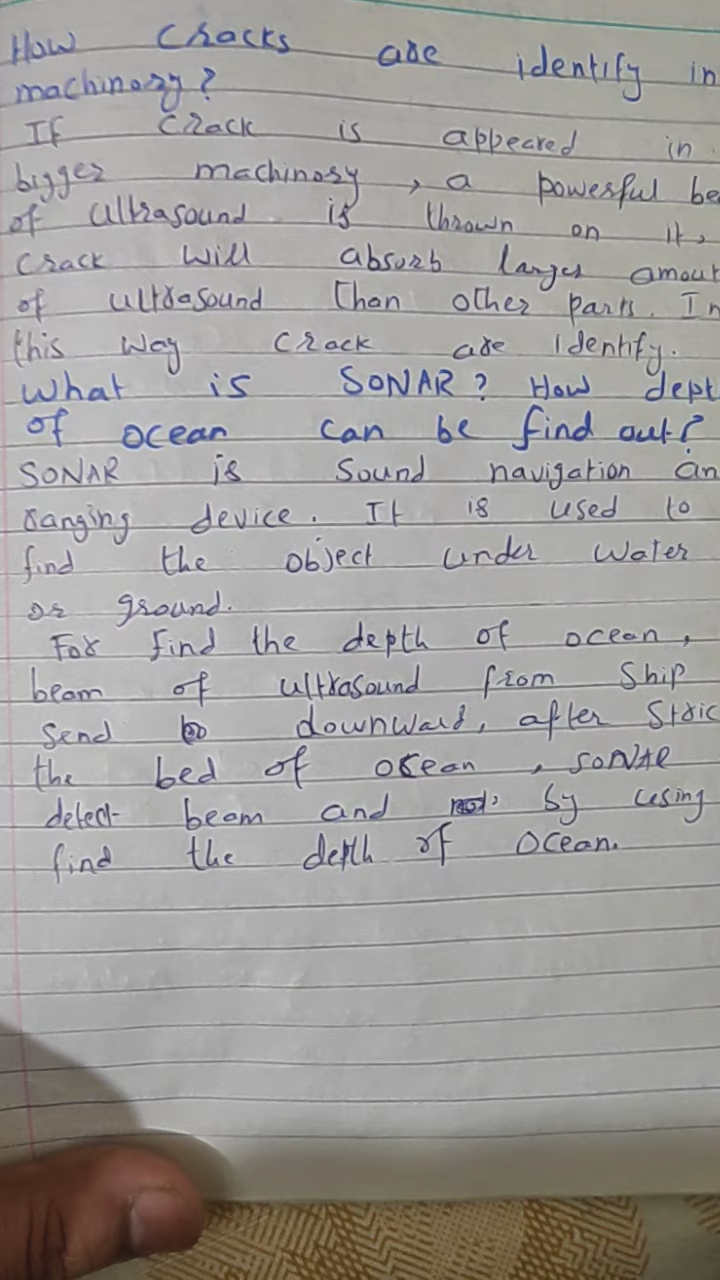 How cracks are identify in
machinary?
If crack is appeared in
bigger machinary, a powerful be
of ultrasound is thrown on it,
crack will absurb larger amout
of ultrasound than other parts. In
this way crack are identify.
What is SONAR? How dept
of ocean can be find out?
SONAR is Sound navigation an
ranging device. It is used to
find the object under water
or ground.
For find the depth of ocean,
beam of ultrasound from Ship
send downward, after Stric
the bed of ocean, SONAR
detect beam and by using
find the depth of Ocean.